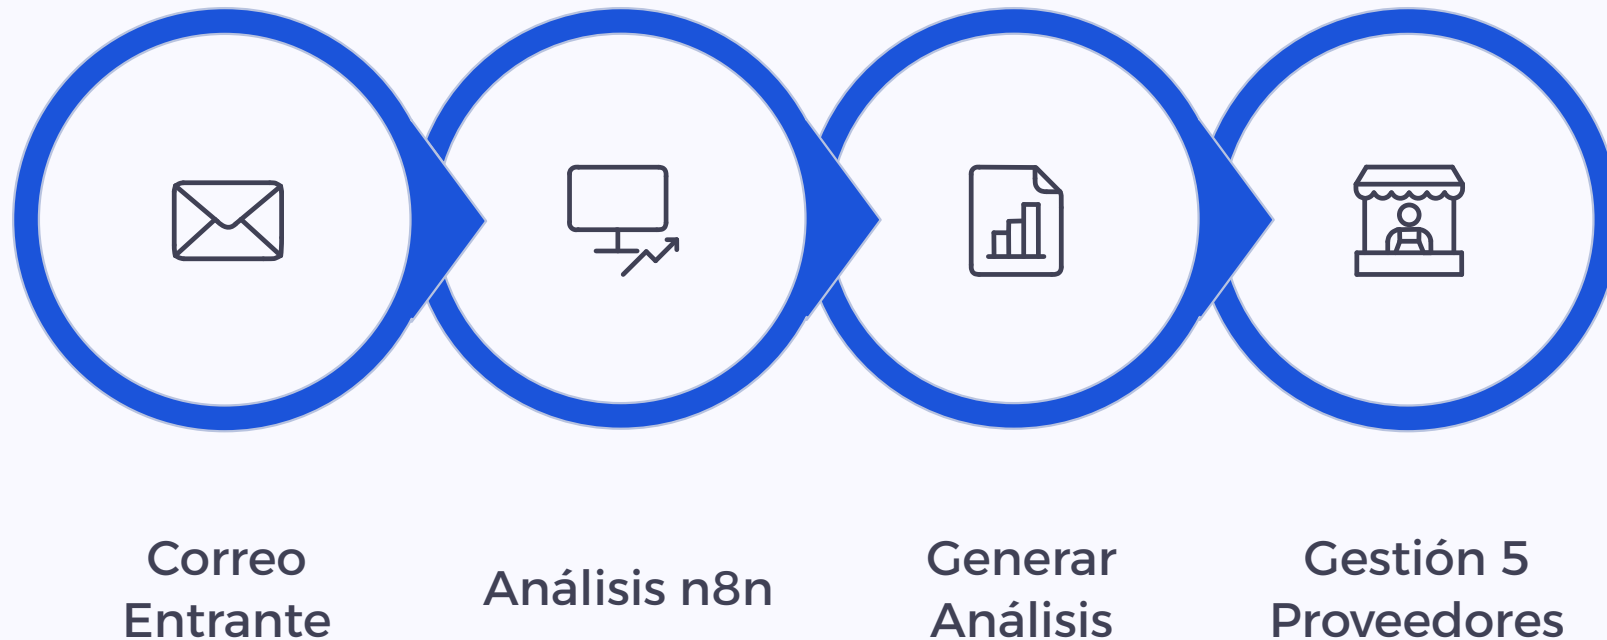 Correo
Entrante
Análisis n8n
Generar
Análisis
Gestión 5
Proveedores